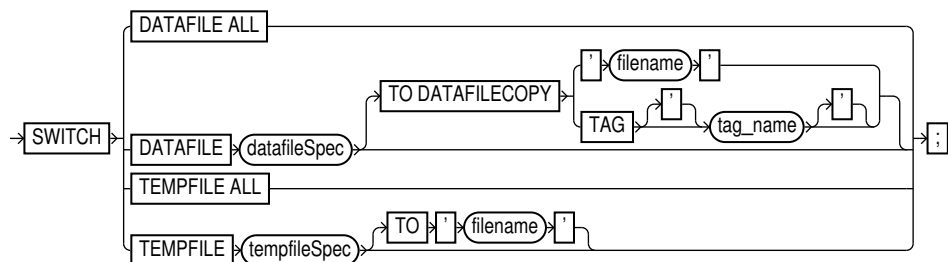 DATAFILE ALL
' filename '
TO DATAFILECOPY
' '
TAG tag_name
SWITCH ;
DATAFILE datafileSpec
TEMPFILE ALL
TO ' filename '
TEMPFILE tempfileSpec